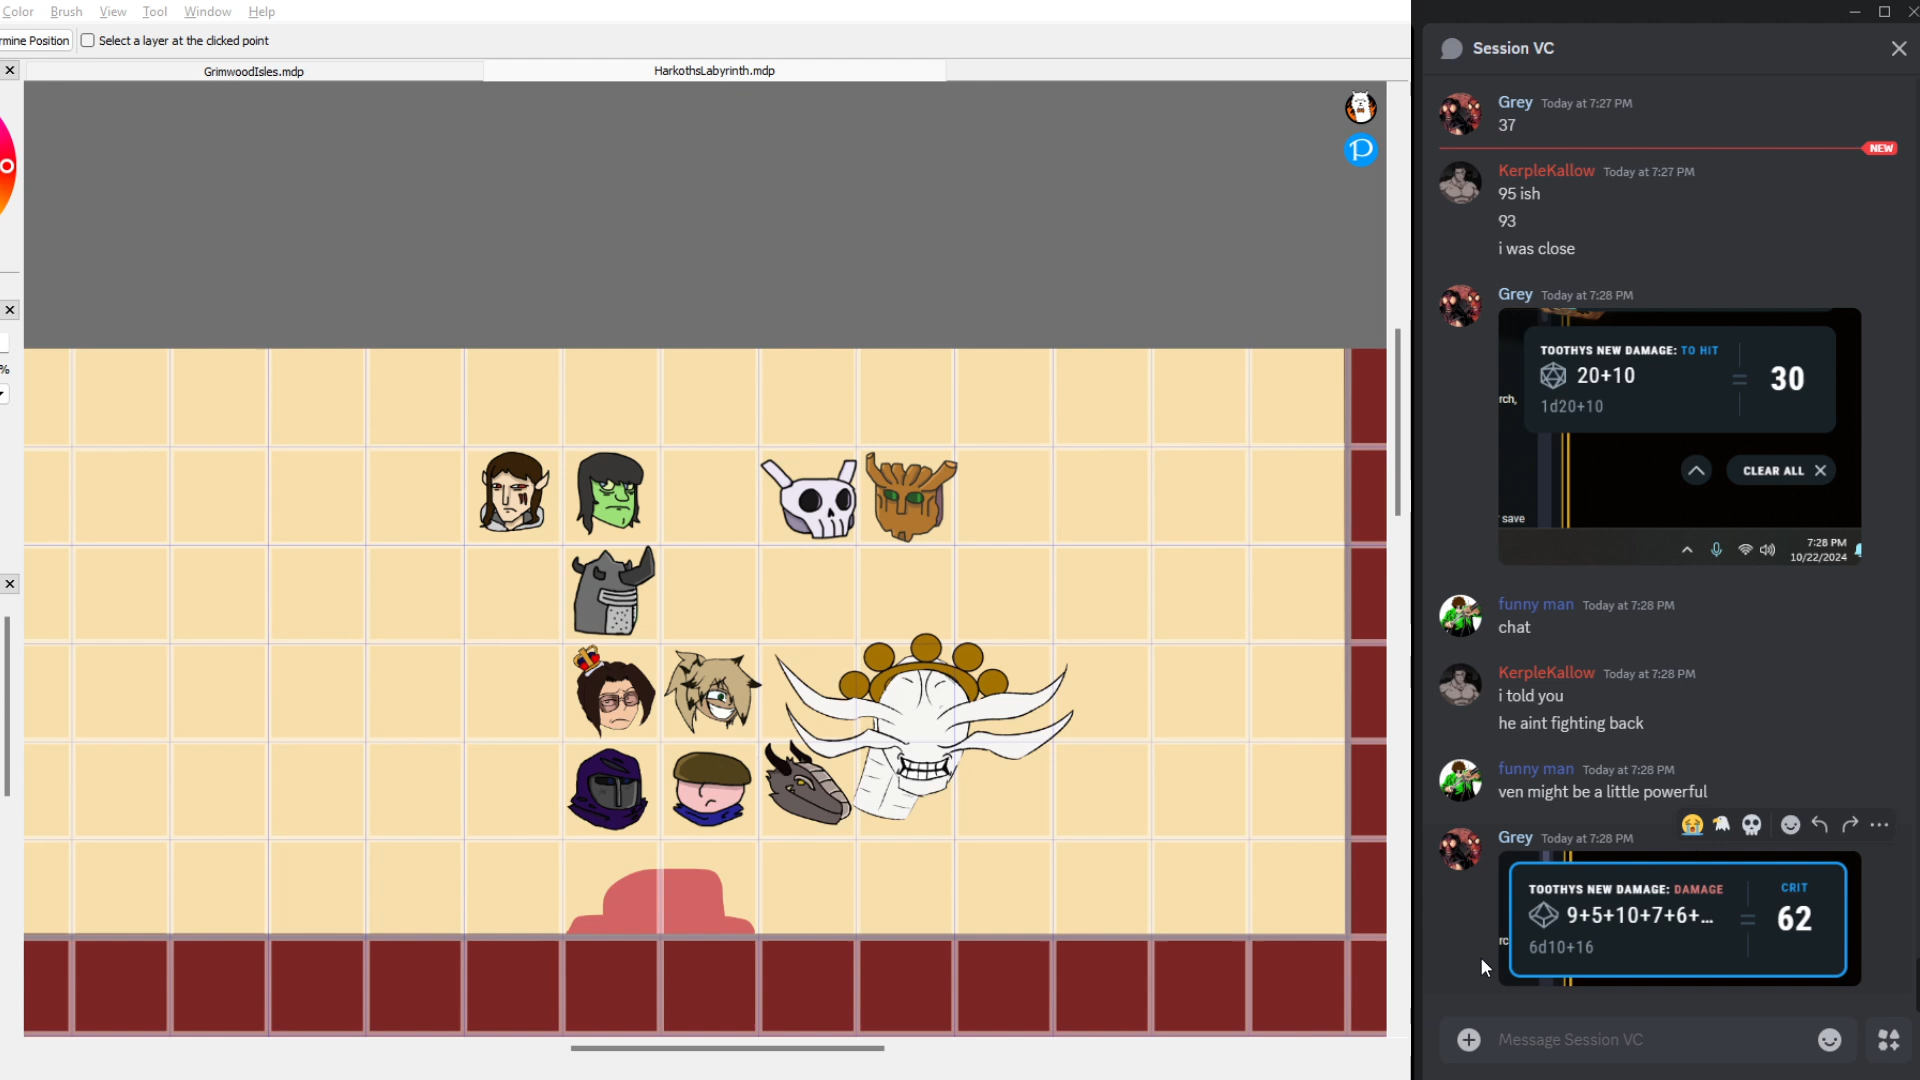 Color Brush View Tool Window Help
rmine Position Select a layer at the clicked point
GrimwoodIsles.mdp HarkothsLabyrinth.mdp
%
Session VC
Grey Today at 7:27 PM
37
NEW
KerpleKallow Today at 7:27 PM
95 ish
93
i was close
Grey Today at 7:28 PM
TOOTHYS NEW DAMAGE: TO HIT
20+10 = 30
1d20+10
rch,
CLEAR ALL
save
7:28 PM
10/22/2024
funny man Today at 7:28 PM
chat
KerpleKallow Today at 7:28 PM
i told you
he aint fighting back
funny man Today at 7:28 PM
ven might be a little powerful
Grey Today at 7:28 PM
TOOTHYS NEW DAMAGE: DAMAGE CRIT
9+5+10+7+6+... = 62
6d10+16
rc
Message Session VC